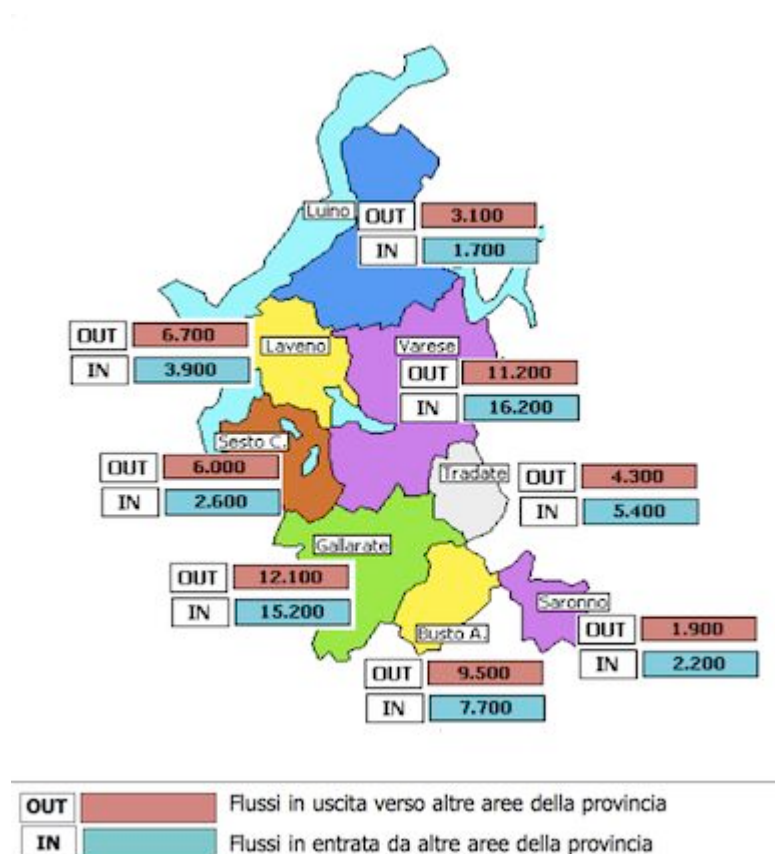 Luino OUT 3.100
IN 1.700
OUT 6.700
IN 3.900
Laveno
Varese
OUT 11.200
IN 16.200
Sesto C.
OUT 6.000
IN 2.600
Tradate OUT 4.300
IN 5.400
Gallarate
OUT 12.100
IN 15.200
Saronno
OUT 1.900
IN 2.200
Busto A.
OUT 9.500
IN 7.700
OUT Flussi in uscita verso altre aree della provincia
IN Flussi in entrata da altre aree della provincia